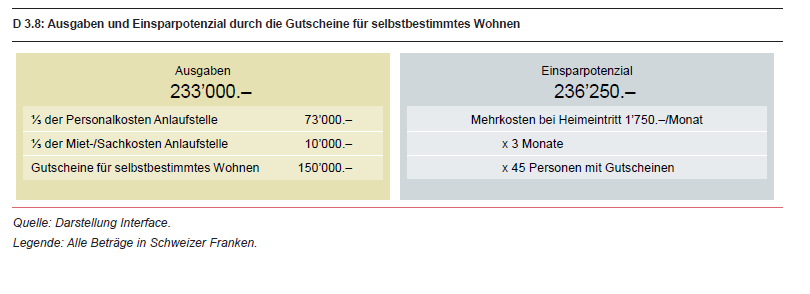 D 3.8: Ausgaben und Einsparpotenzial durch die Gutscheine für selbstbestimmtes Wohnen
Ausgaben
233’000.–
⅓ der Personalkosten Anlaufstelle 73’000.–
⅓ der Miet-/Sachkosten Anlaufstelle 10’000.–
Gutscheine für selbstbestimmtes Wohnen 150’000.–
Einsparpotenzial
236’250.–
Mehrkosten bei Heimeintritt 1’750.–/Monat
x 3 Monate
x 45 Personen mit Gutscheinen
Quelle: Darstellung Interface.
Legende: Alle Beträge in Schweizer Franken.